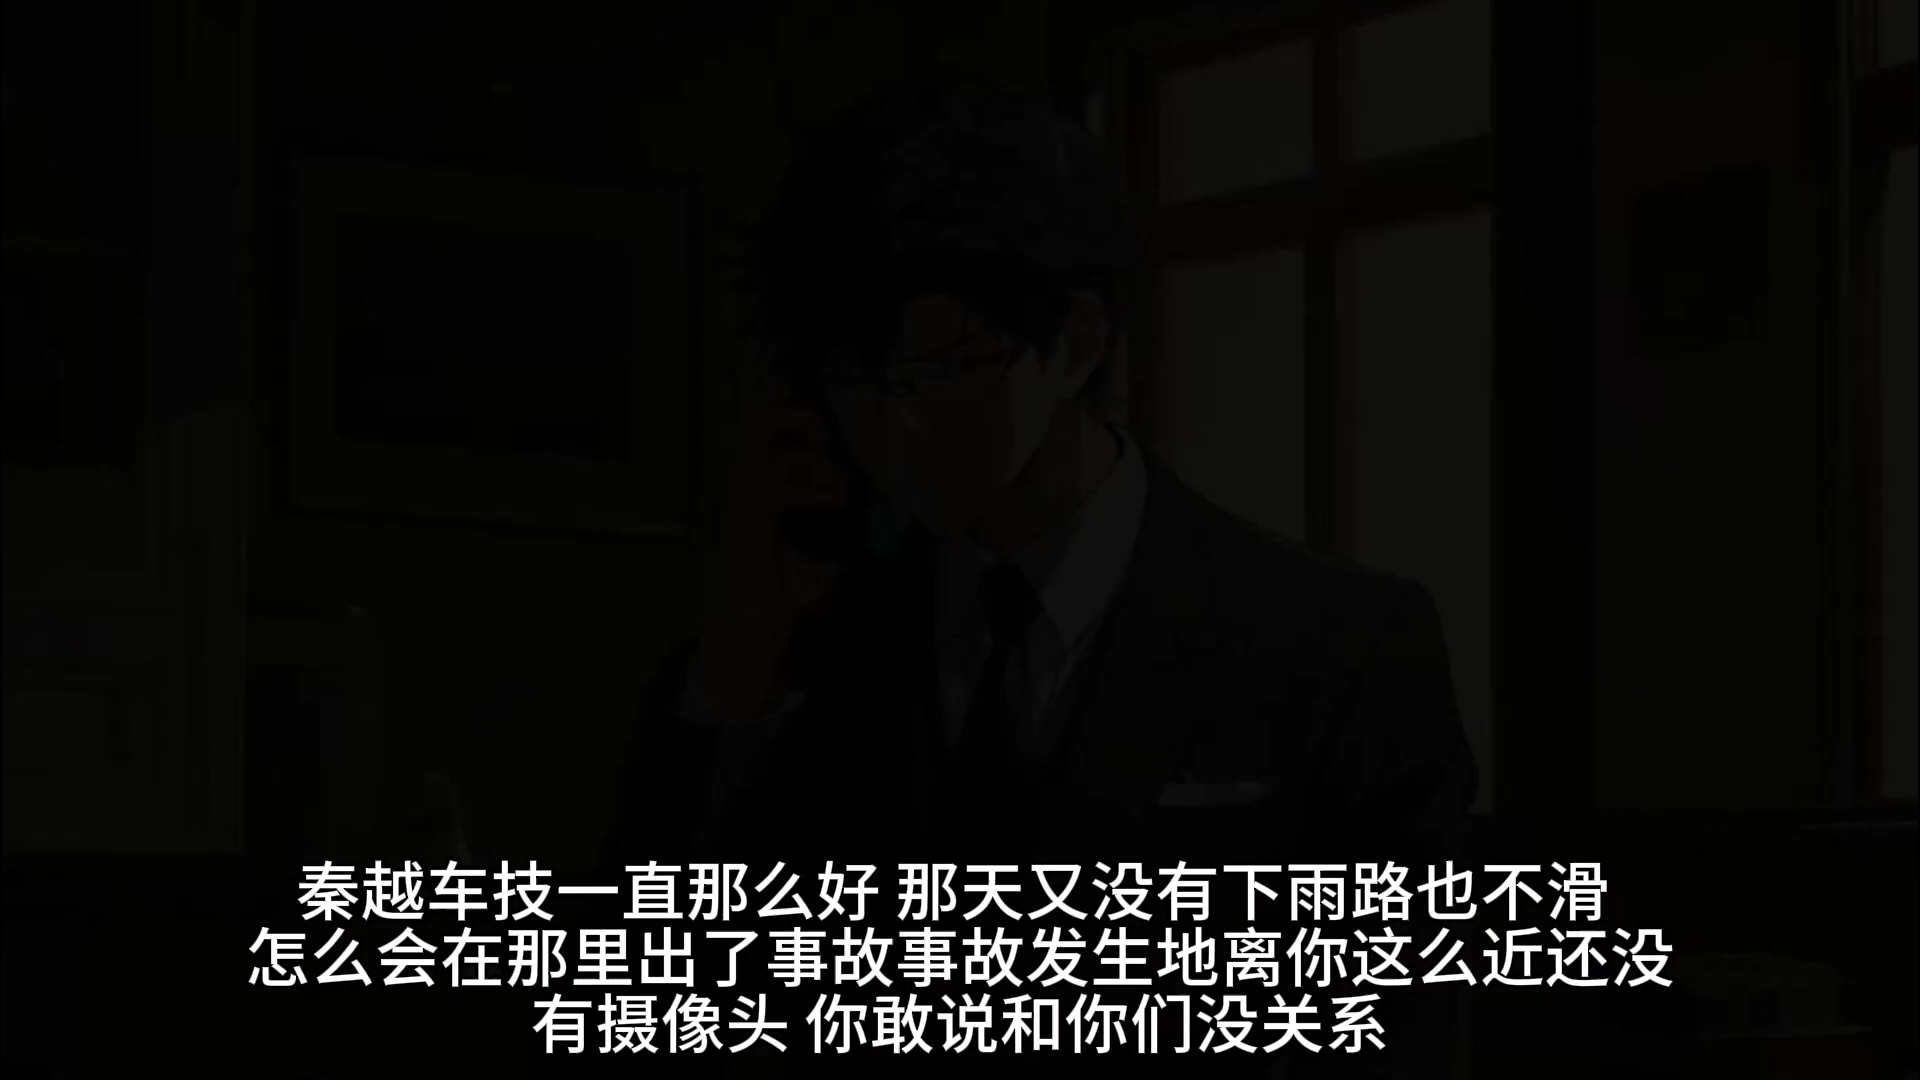 秦越车技一直那么好 那天又没有下雨路也不滑
怎么会在那里出了事故事故发生地离你这么近还没
有摄像头 你敢说和你们没关系